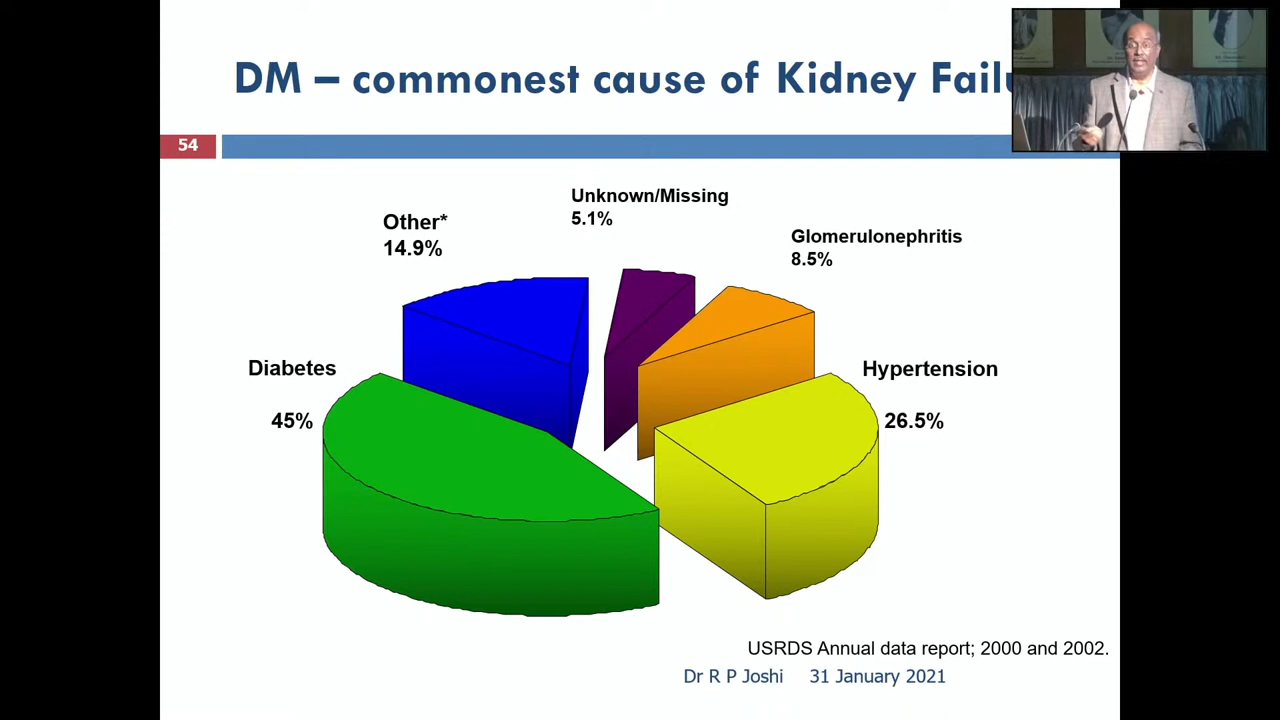 DM – commonest cause of Kidney
54
Unknown/Missing
5.1%
Other*
14.9%
Glomerulonephritis
8.5%
Diabetes
45%
Hypertension
26.5%
USRDS Annual data report; 2000 and 2002.
Dr R P Joshi 31 January 2021